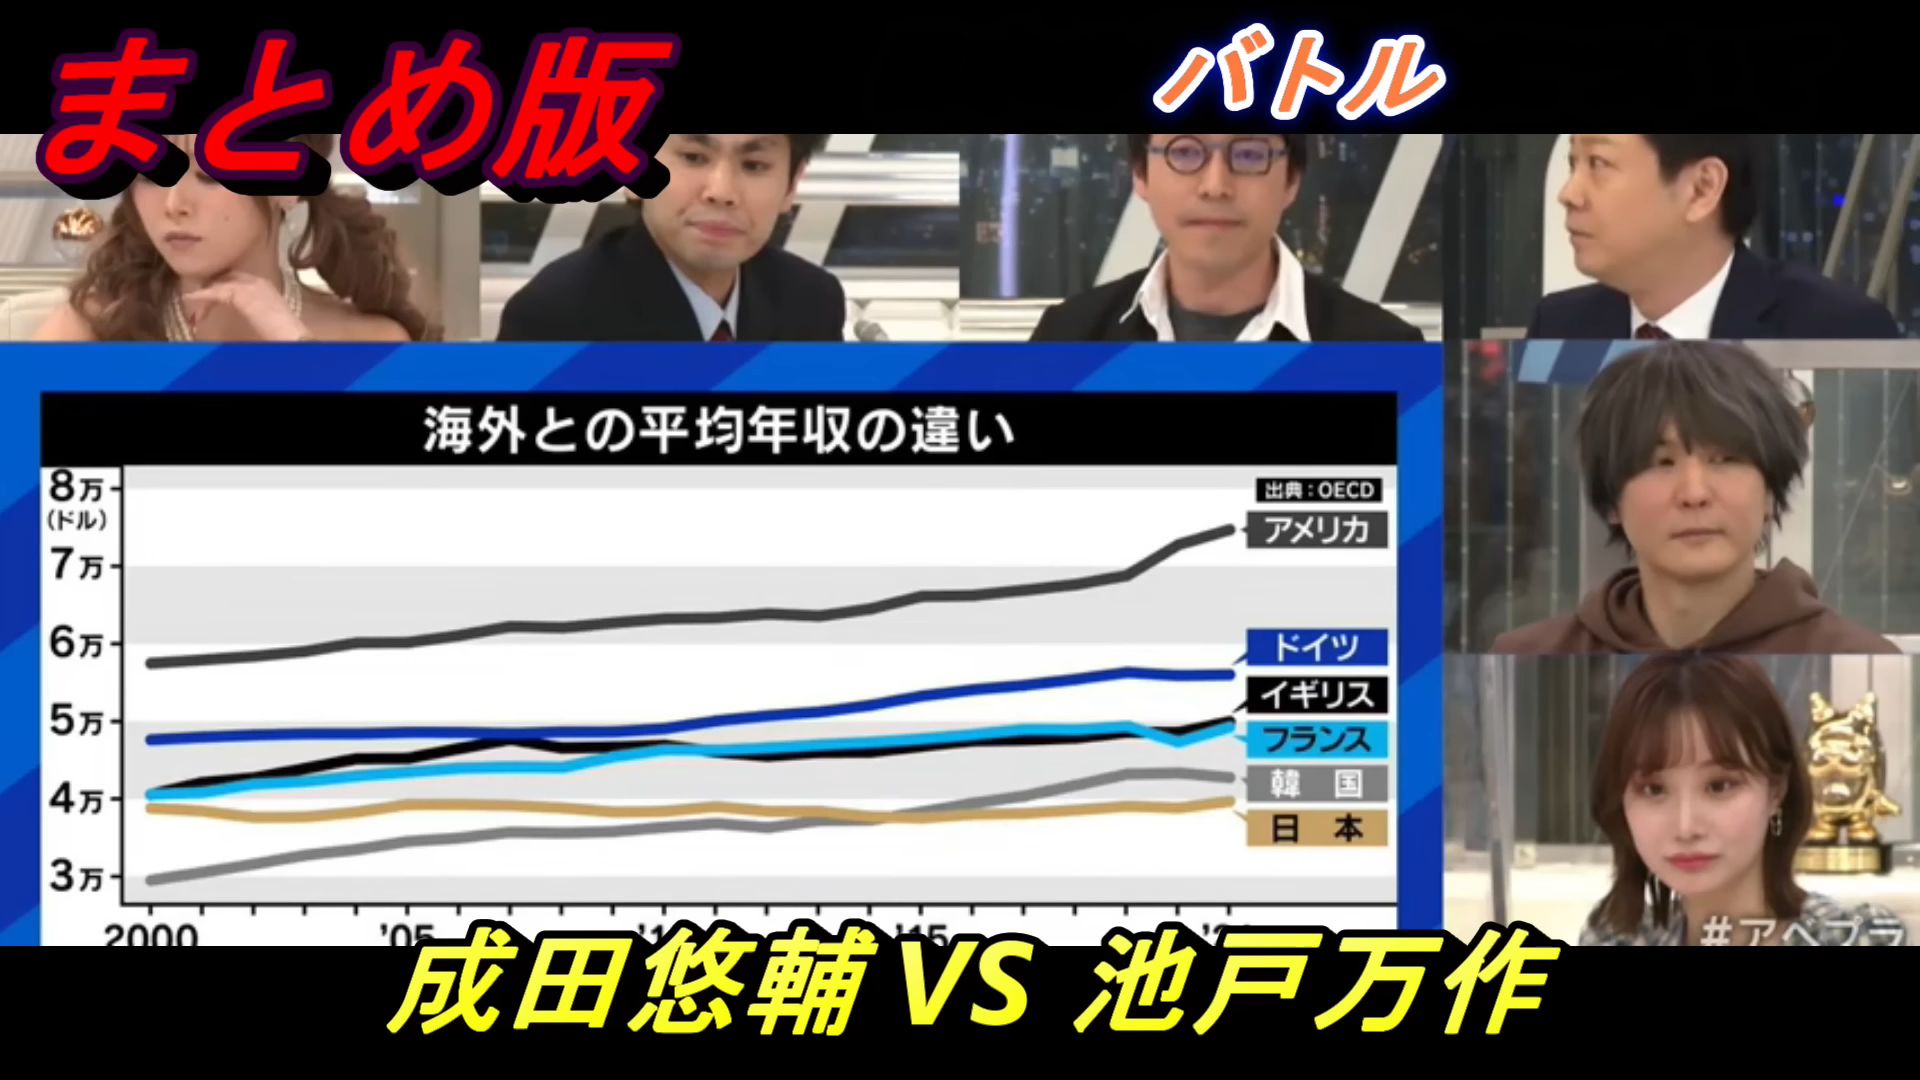 まとめ版
バトル
海外との平均年収の違い
8万
(ドル)
7万
6万
5万
4万
3万
出典:OECD
アメリカ
ドイツ
イギリス
フランス
韓国
日本
2000
'05
'15
#アベプラ
成田悠輔 VS 池戸万作